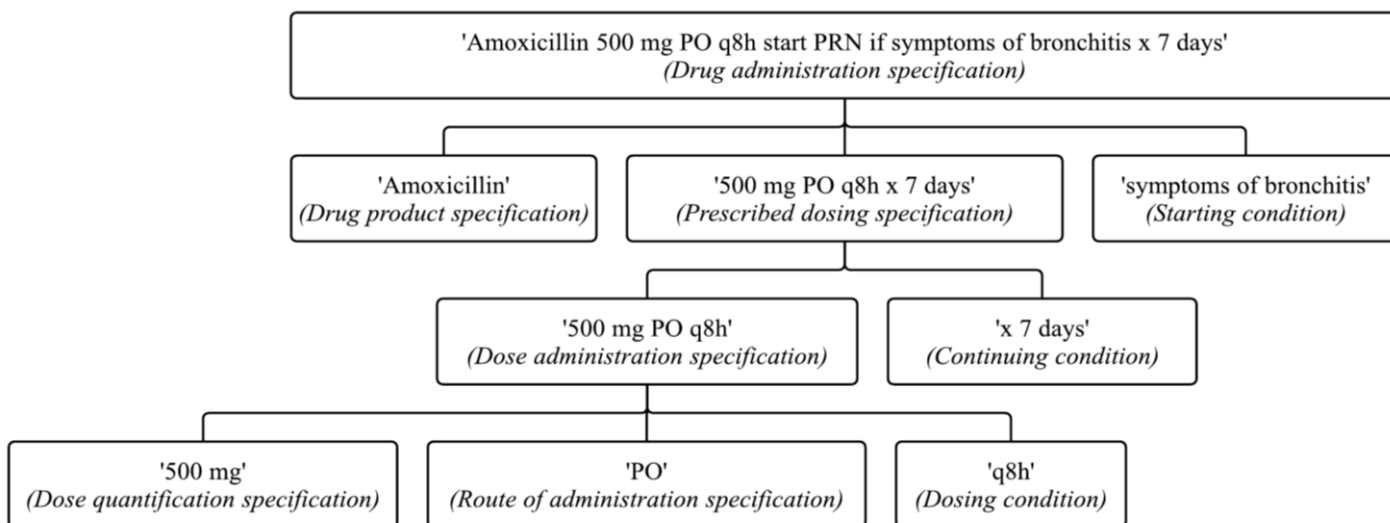 'Amoxicillin 500 mg PO q8h start PRN if symptoms of bronchitis x 7 days'
(Drug administration specification)
'Amoxicillin'
(Drug product specification)
'500 mg PO q8h x 7 days'
(Prescribed dosing specification)
'symptoms of bronchitis'
(Starting condition)
'500 mg PO q8h'
(Dose administration specification)
'x 7 days'
(Continuing condition)
'500 mg'
(Dose quantification specification)
'PO'
(Route of administration specification)
'q8h'
(Dosing condition)